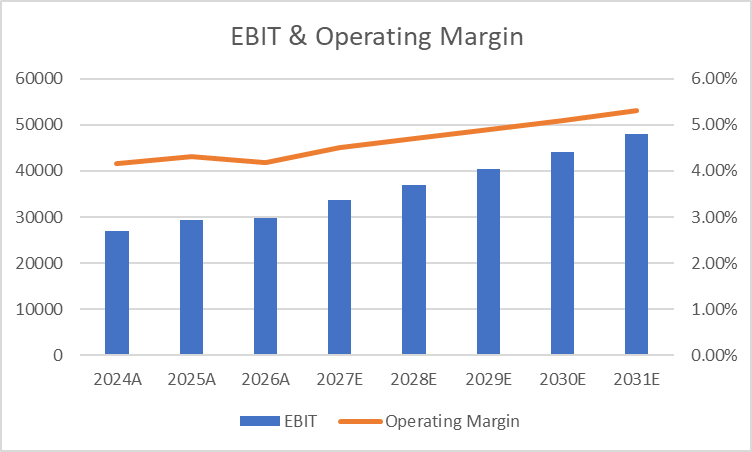 EBIT & Operating Margin
60000 6.00%
50000 5.00%
40000 4.00%
30000 3.00%
20000 2.00%
10000 1.00%
0 0.00%
2024A 2025A 2026A 2027E 2028E 2029E 2030E 2031E
EBIT Operating Margin